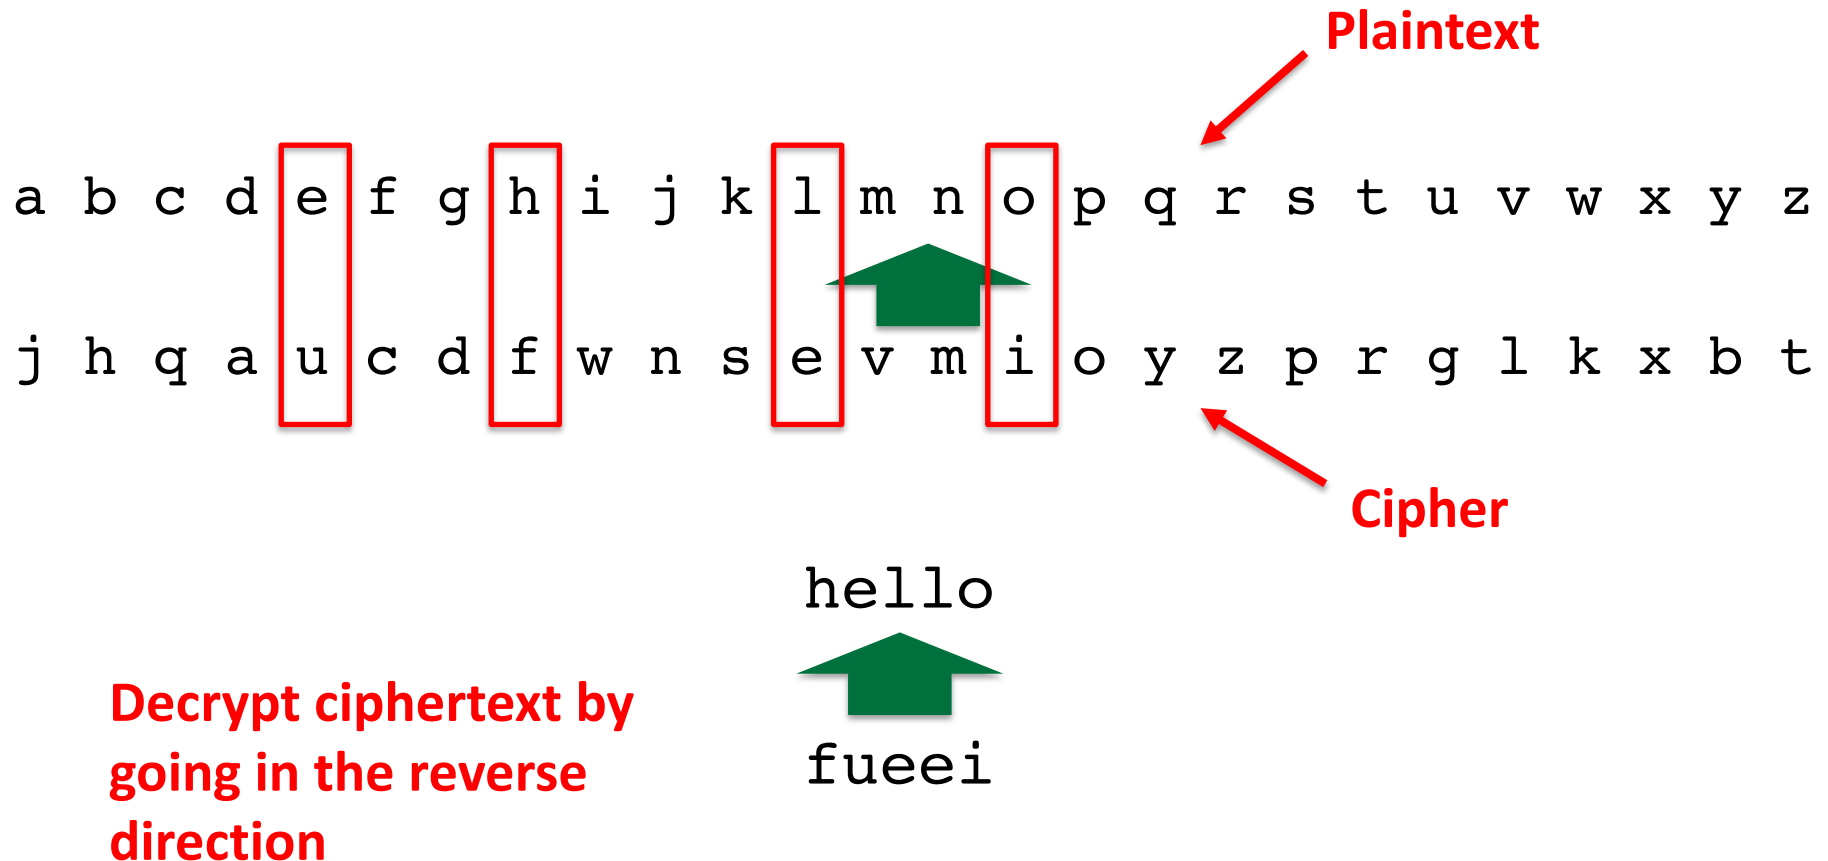 Plaintext
a b c d e f g h i j k l m n o p q r s t u v w x y z
j h q a u c d f w n s e v m i o y z p r g l k x b t
Cipher
hello
fueei
Decrypt ciphertext by
going in the reverse
direction